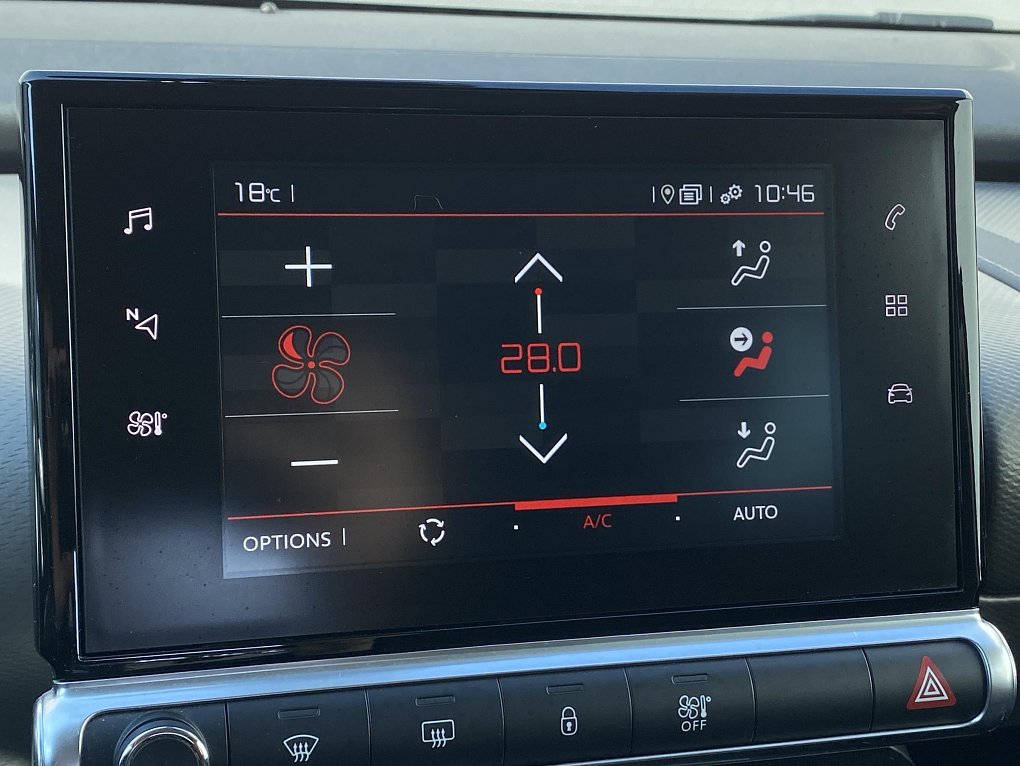 18°C
10:46
N
28.0
OPTIONS
A/C
AUTO
OFF